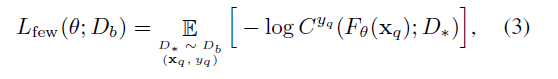 L_few(θ; D_b) = 𝔼_{D_* ∼ D_b (x_q, y_q)} [ − log C^{y_q}(F_θ(x_q); D_*) ],   (3)